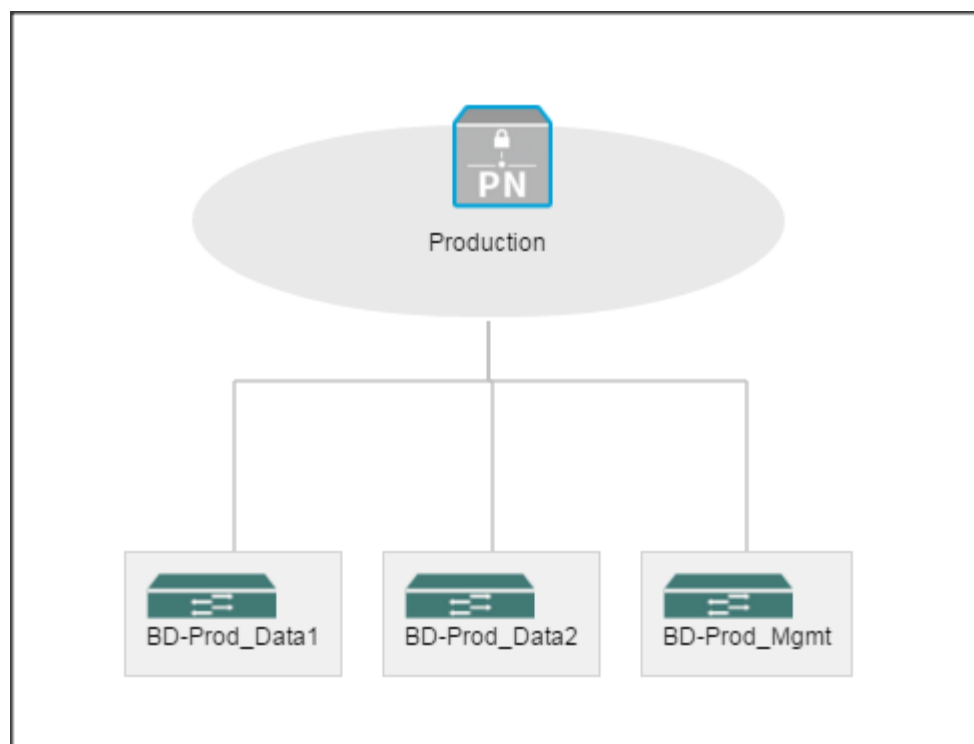 PN
Production
BD-Prod_Data1
BD-Prod_Data2
BD-Prod_Mgmt